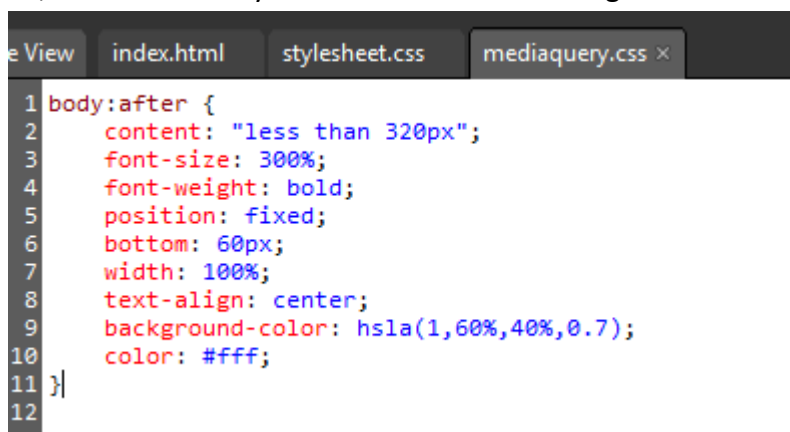 e View index.html stylesheet.css mediaquery.css ×
1 body:after {
2 content: "less than 320px";
3 font-size: 300%;
4 font-weight: bold;
5 position: fixed;
6 bottom: 60px;
7 width: 100%;
8 text-align: center;
9 background-color: hsla(1,60%,40%,0.7);
10 color: #fff;
11 }
12